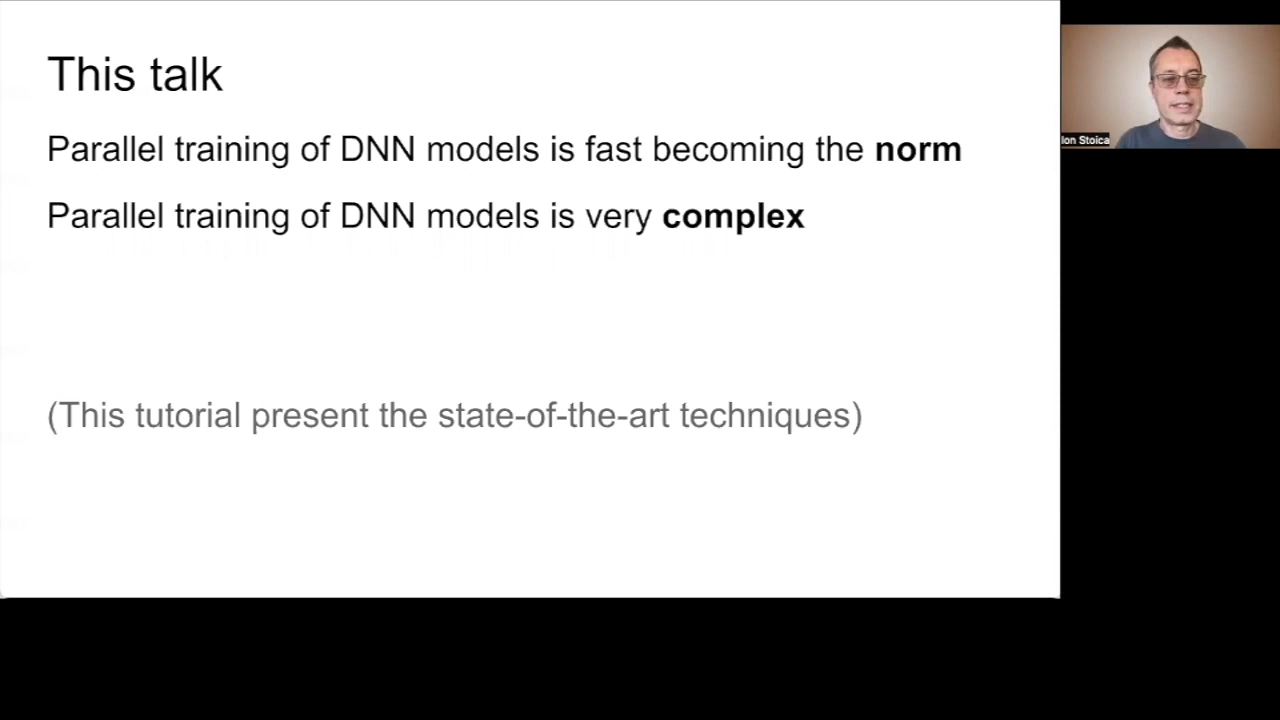 This talk
Parallel training of DNN models is fast becoming the norm
Parallel training of DNN models is very complex
(This tutorial present the state-of-the-art techniques)
Ion Stoica